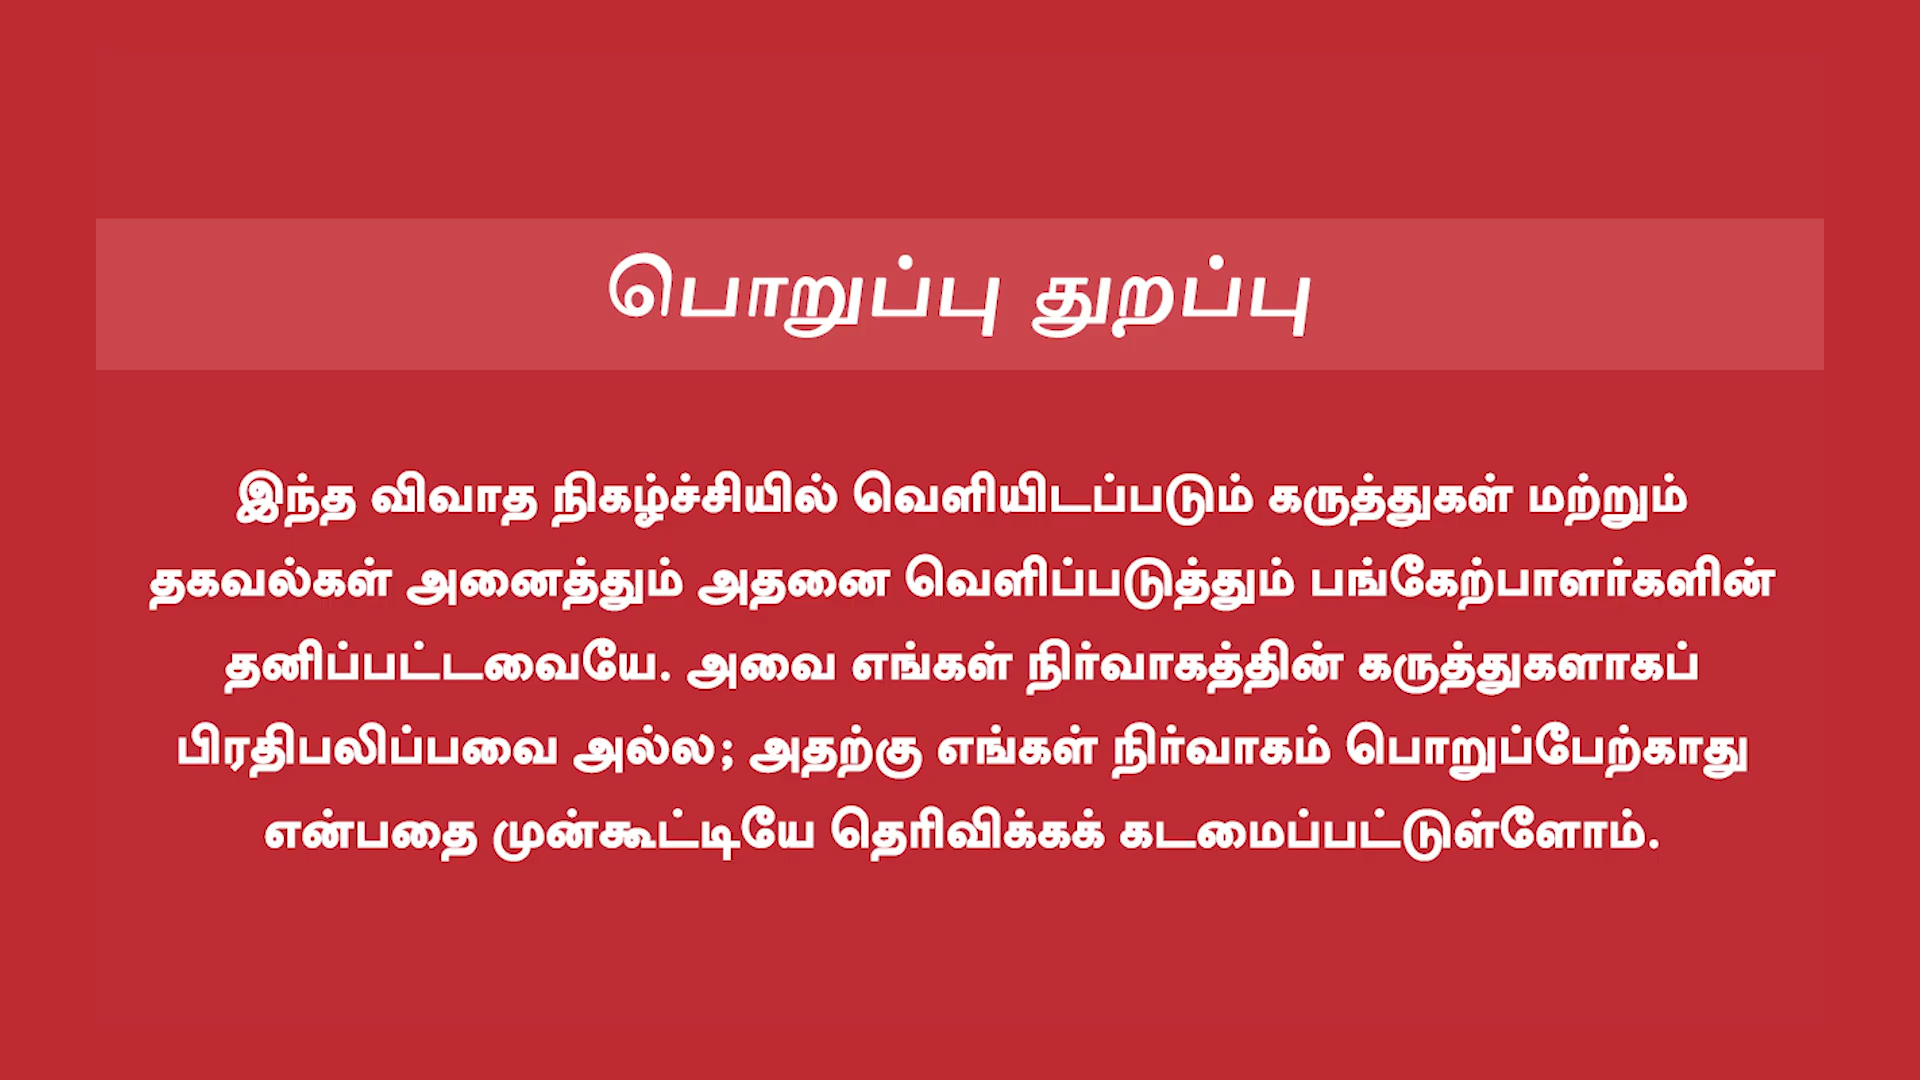 பொறுப்பு துறப்பு
இந்த விவாத நிகழ்ச்சியில் வெளியிடப்படும் கருத்துகள் மற்றும்
தகவல்கள் அனைத்தும் அதனை வெளிப்படுத்தும் பங்கேற்பாளர்களின்
தனிப்பட்டவையே. அவை எங்கள் நிர்வாகத்தின் கருத்துகளாகப்
பிரதிபலிப்பவை அல்ல; அதற்கு எங்கள் நிர்வாகம் பொறுப்பேற்காது
என்பதை முன்கூட்டியே தெரிவிக்கக் கடமைப்பட்டுள்ளோம்.